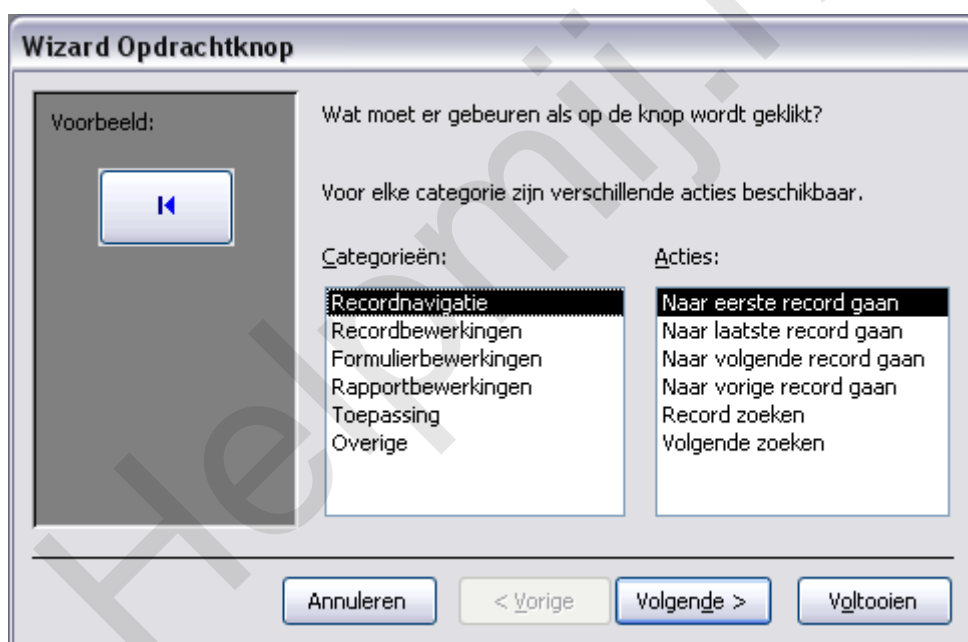 Wizard Opdrachtknop
Voorbeeld:
Wat moet er gebeuren als op de knop wordt geklikt?
Voor elke categorie zijn verschillende acties beschikbaar.
Categorieën:
Acties:
Recordnavigatie
Recordbewerkingen
Formulierbewerkingen
Rapportbewerkingen
Toepassing
Overige
Naar eerste record gaan
Naar laatste record gaan
Naar volgende record gaan
Naar vorige record gaan
Record zoeken
Volgende zoeken
Annuleren
< Vorige
Volgende >
Voltooien